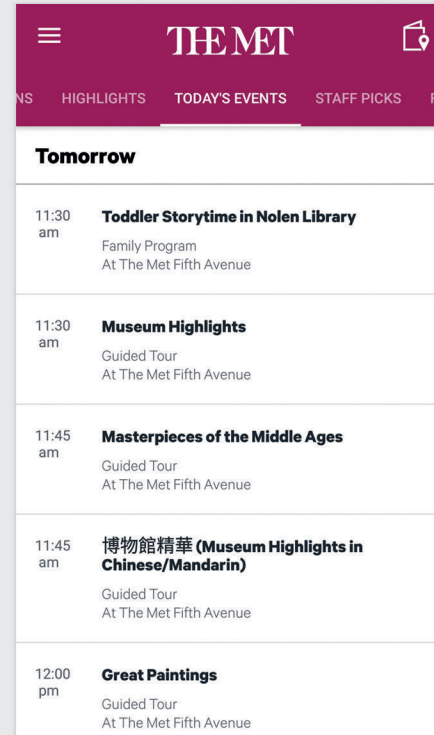 THE MET
NS HIGHLIGHTS TODAY'S EVENTS STAFF PICKS
Tomorrow
11:30 am
Toddler Storytime in Nolen Library
Family Program
At The Met Fifth Avenue
11:30 am
Museum Highlights
Guided Tour
At The Met Fifth Avenue
11:45 am
Masterpieces of the Middle Ages
Guided Tour
At The Met Fifth Avenue
11:45 am
博物館精華 (Museum Highlights in
Chinese/Mandarin)
Guided Tour
At The Met Fifth Avenue
12:00 pm
Great Paintings
Guided Tour
At The Met Fifth Avenue